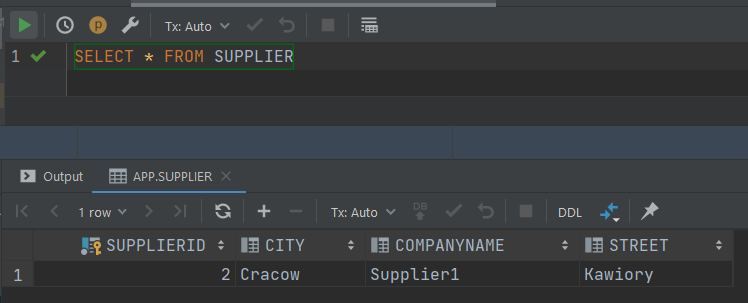 Tx: Auto
1 SELECT * FROM SUPPLIER
Output APP.SUPPLIER
1 row Tx: Auto DB DDL
SUPPLIERID CITY COMPANYNAME STREET
1 2 Cracow Supplier1 Kawiory